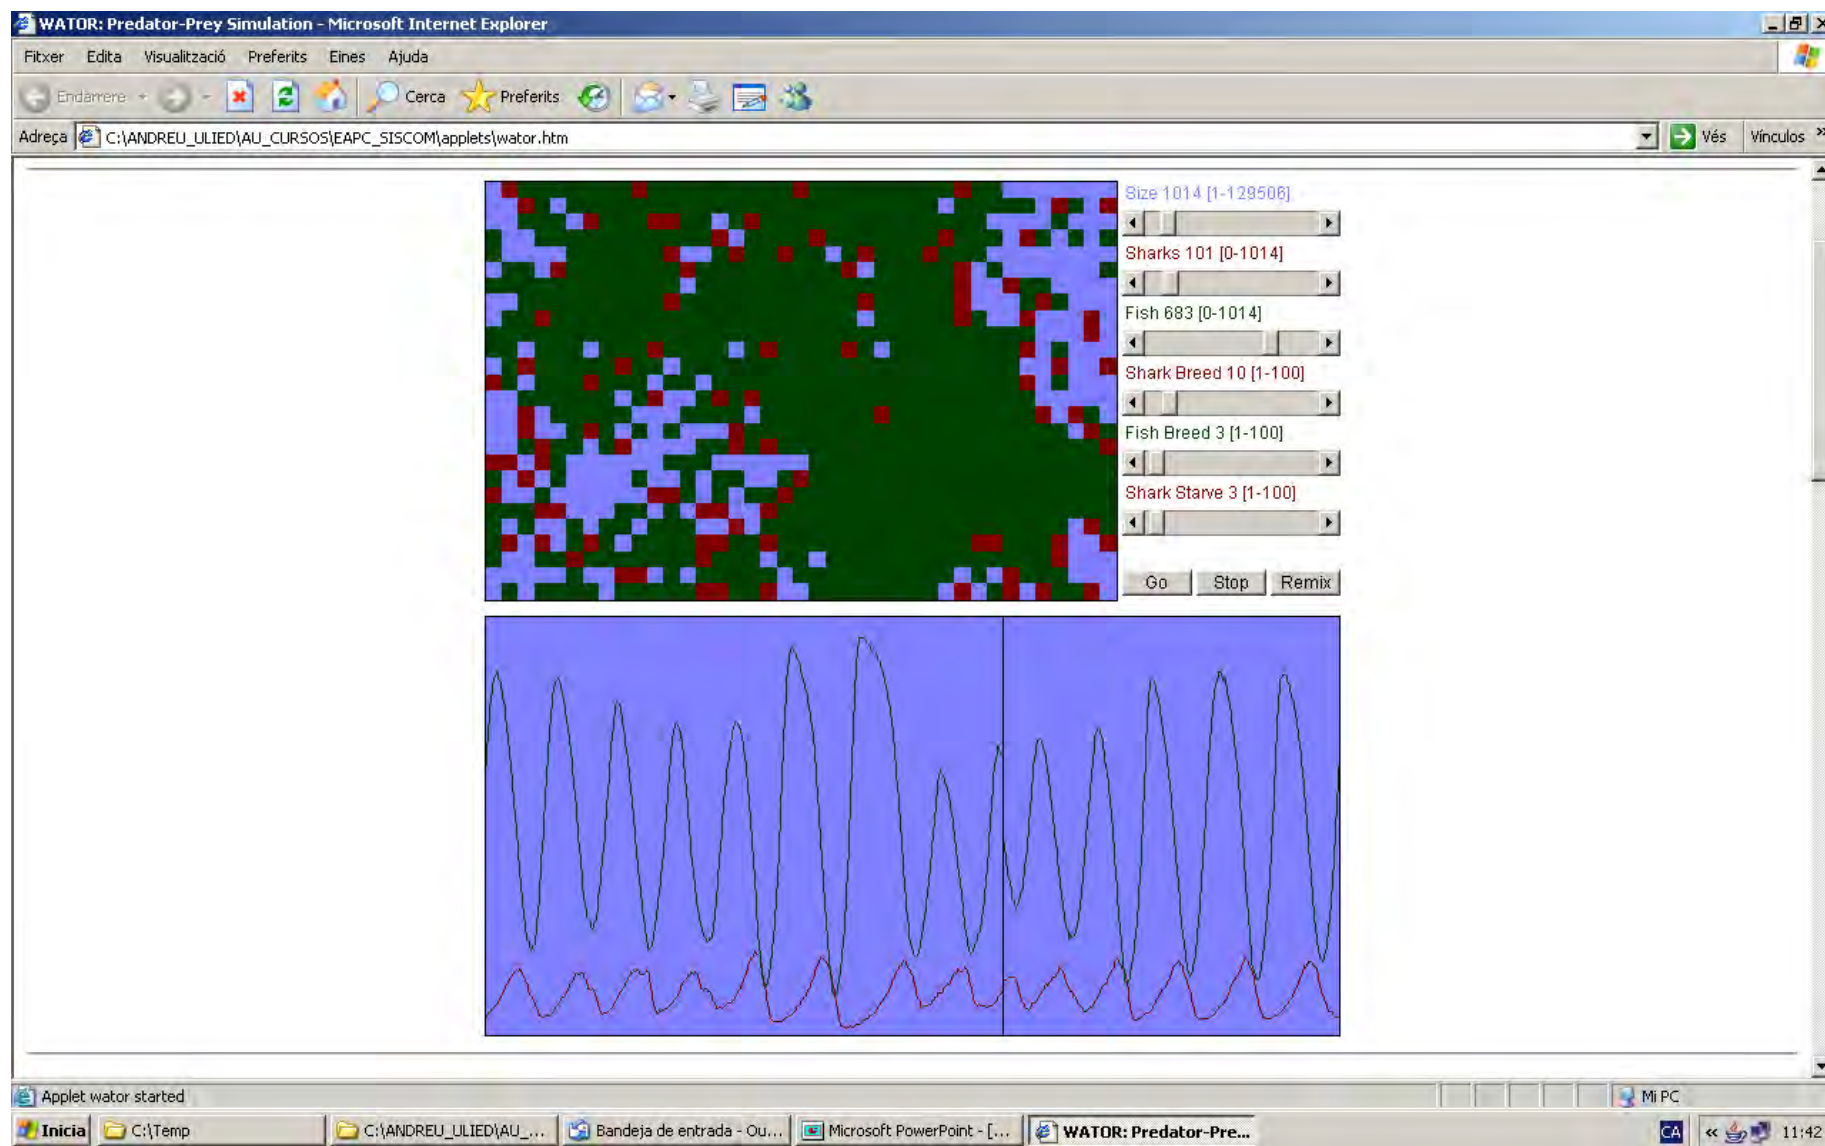 WATOR: Predator-Prey Simulation - Microsoft Internet Explorer
Fitxer Edita Visualització Preferits Eines Ajuda
Endarrere Cerca Preferits
Adreça C:\ANDREU_ULIED\AU_CURSOS\EAPC_SISCOM\applets\wator.htm Vés Vínculos »
Size 1014 [1-129506]
Sharks 101 [0-1014]
Fish 683 [0-1014]
Shark Breed 10 [1-100]
Fish Breed 3 [1-100]
Shark Starve 3 [1-100]
Go Stop Remix
Applet wator started Mi PC
Inicia C:\Temp C:\ANDREU_ULIED\AU_... Bandeja de entrada - Ou... Microsoft PowerPoint - [... WATOR: Predator-Pre... CA « 11:42